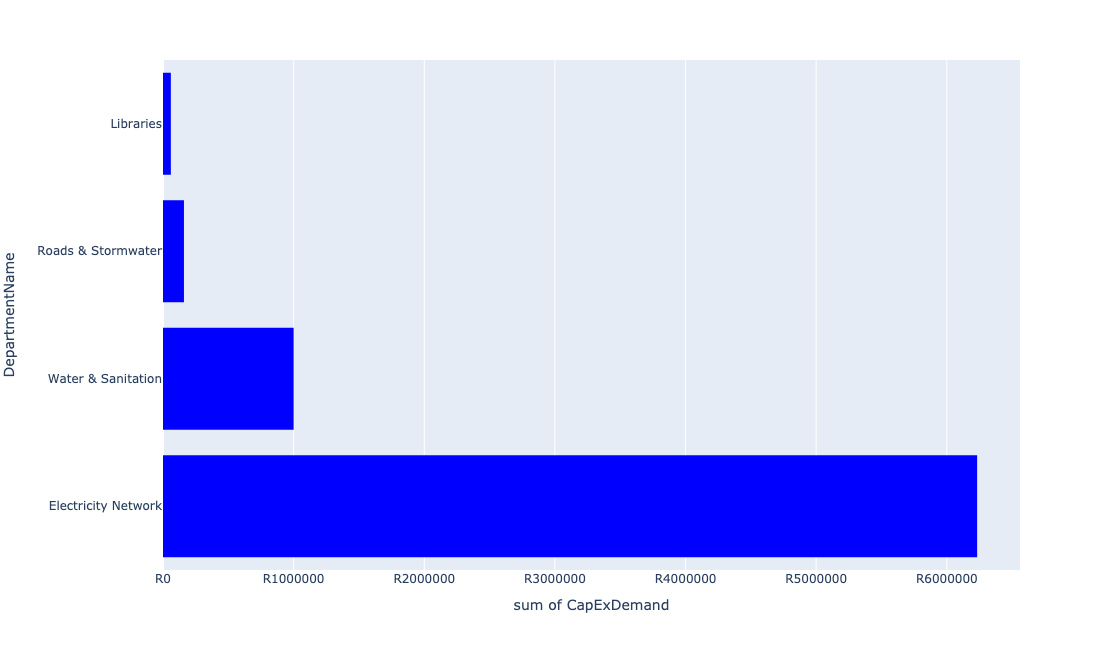 DepartmentName
Libraries
Roads & Stormwater
Water & Sanitation
Electricity Network
R0 R1000000 R2000000 R3000000 R4000000 R5000000 R6000000
sum of CapExDemand